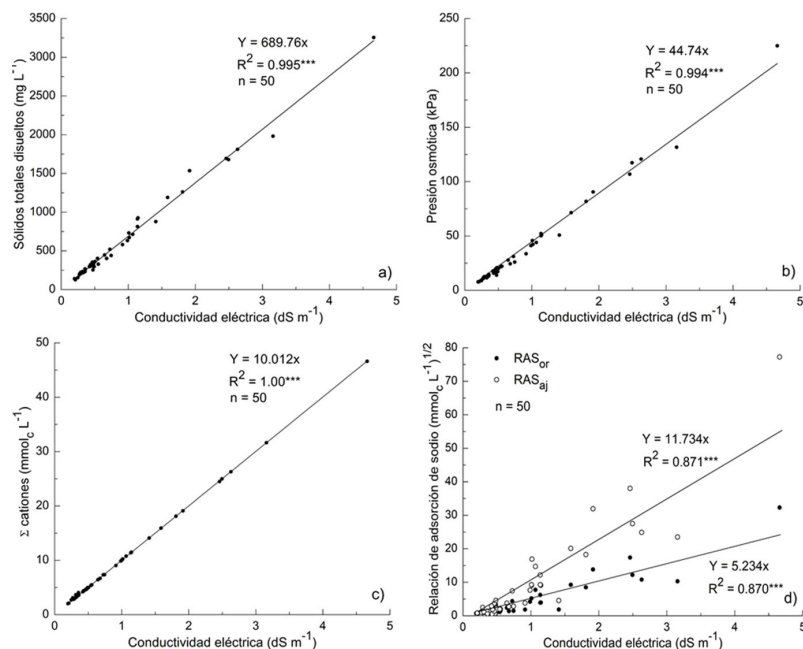 3500
3000
2500
2000
1500
1000
500
0
Sólidos totales disueltos (mg L⁻¹)
Y = 689.76x
R² = 0.995***
n = 50
a)
0 1 2 3 4 5
Conductividad eléctrica (dS m⁻¹)
250
200
150
100
50
0
Presión osmótica (kPa)
Y = 44.74x
R² = 0.994***
n = 50
b)
0 1 2 3 4 5
Conductividad eléctrica (dS m⁻¹)
50
40
30
20
10
0
Σ cationes (mmol_c L⁻¹)
Y = 10.012x
R² = 1.00***
n = 50
c)
0 1 2 3 4 5
Conductividad eléctrica (dS m⁻¹)
80
70
60
50
40
30
20
10
0
Relación de adsorción de sodio (mmol_c L⁻¹)^1/2
RAS_or
RAS_aj
n = 50
Y = 11.734x
R² = 0.871***
Y = 5.234x
R² = 0.870***
d)
0 1 2 3 4 5
Conductividad eléctrica (dS m⁻¹)